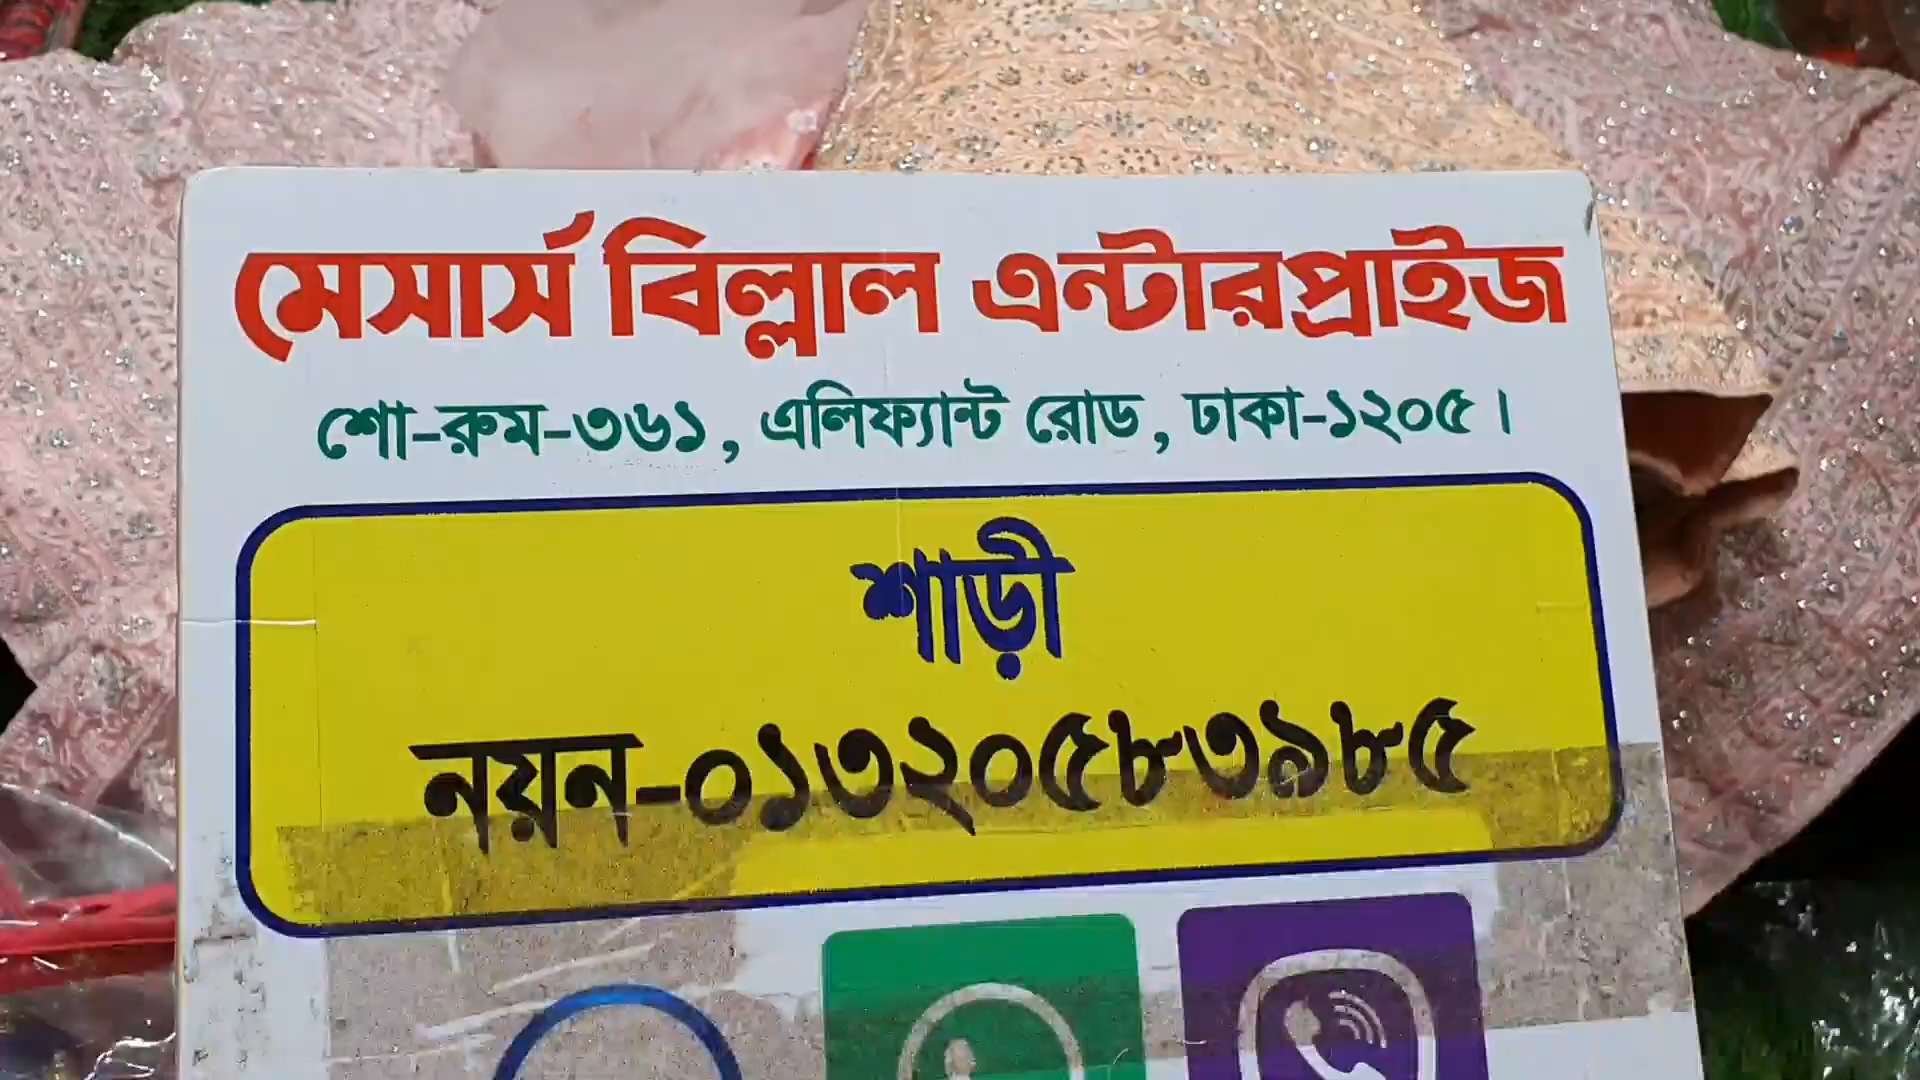 মেসার্স বিল্লাল এন্টারপ্রাইজ
শো-রুম-৩৬১, এলিফ্যান্ট রোড, ঢাকা-১২০৫।
শাড়ী
নয়ন-০১৩২০৫৮৩৯৮৫